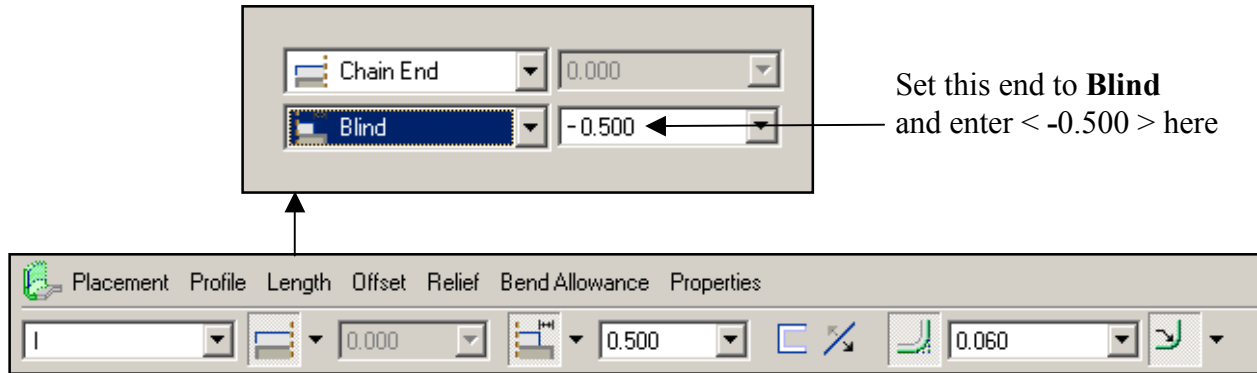 Chain End 0.000
Blind -0.500
Set this end to Blind
and enter < -0.500 > here
Placement Profile Length Offset Relief Bend Allowance Properties
I 0.000 0.500 0.060